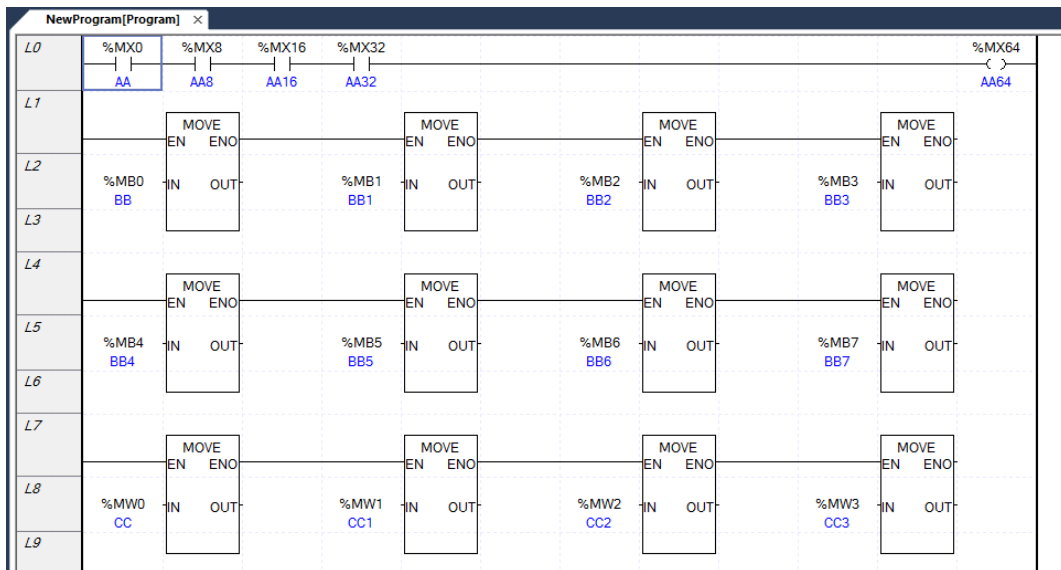 NewProgram[Program] ×
L0 %MX0 %MX8 %MX16 %MX32 %MX64
AA AA8 AA16 AA32 AA64
L1
MOVE MOVE MOVE MOVE
EN ENO EN ENO EN ENO EN ENO
L2
%MB0 IN OUT %MB1 IN OUT %MB2 IN OUT %MB3 IN OUT
BB BB1 BB2 BB3
L3
L4
MOVE MOVE MOVE MOVE
EN ENO EN ENO EN ENO EN ENO
L5
%MB4 IN OUT %MB5 IN OUT %MB6 IN OUT %MB7 IN OUT
BB4 BB5 BB6 BB7
L6
L7
MOVE MOVE MOVE MOVE
EN ENO EN ENO EN ENO EN ENO
L8
%MW0 IN OUT %MW1 IN OUT %MW2 IN OUT %MW3 IN OUT
CC CC1 CC2 CC3
L9